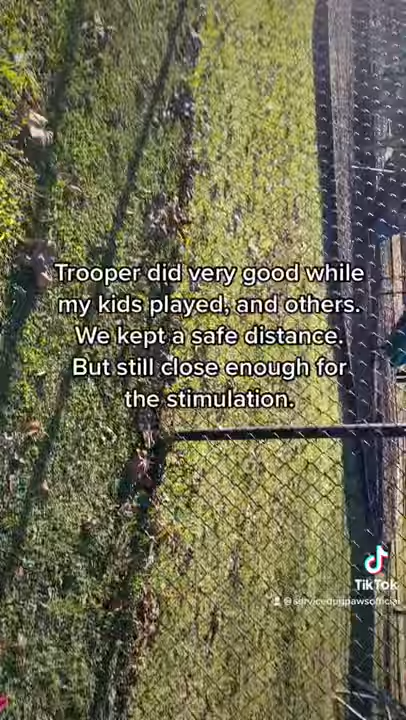 Trooper did very good while
my kids played, and others.
We kept a safe distance.
But still close enough for
the stimulation.
TikTok
@servicedogpawsofficial